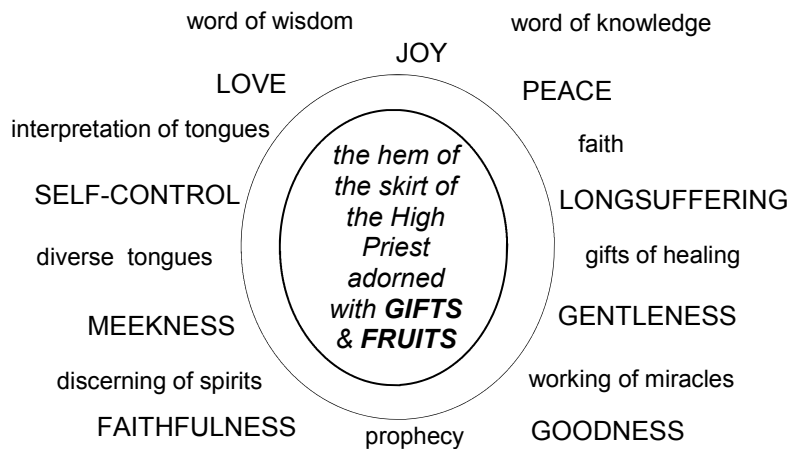 word of wisdom
word of knowledge
JOY
LOVE
PEACE
interpretation of tongues
faith
the hem of
the skirt of
the High
Priest
adorned
with GIFTS
& FRUITS
SELF-CONTROL
LONGSUFFERING
diverse tongues
gifts of healing
MEEKNESS
GENTLENESS
discerning of spirits
working of miracles
FAITHFULNESS
prophecy
GOODNESS